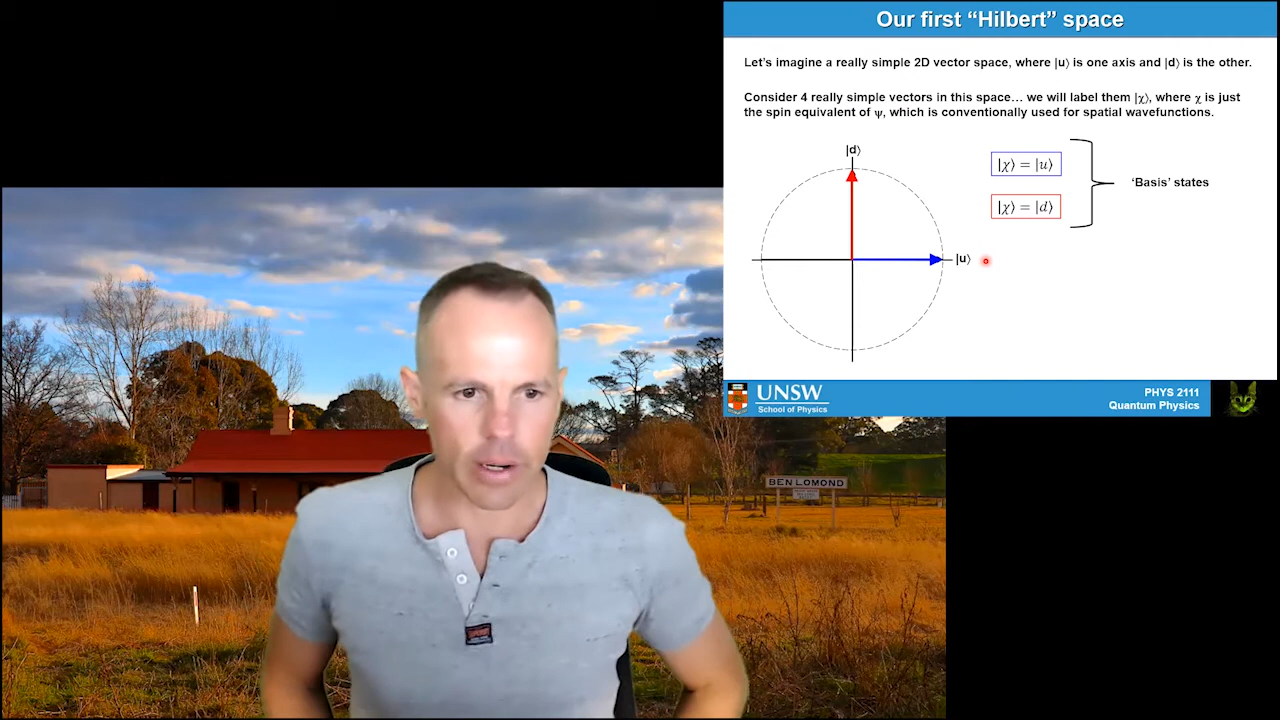 Our first “Hilbert” space
Let’s imagine a really simple 2D vector space, where |u⟩ is one axis and |d⟩ is the other.
Consider 4 really simple vectors in this space… we will label them |χ⟩, where χ is just
the spin equivalent of ψ, which is conventionally used for spatial wavefunctions.
|d⟩
|χ⟩ = |u⟩
‘Basis’ states
|χ⟩ = |d⟩
|u⟩
UNSW
School of Physics
PHYS 2111
Quantum Physics
BEN LOMOND